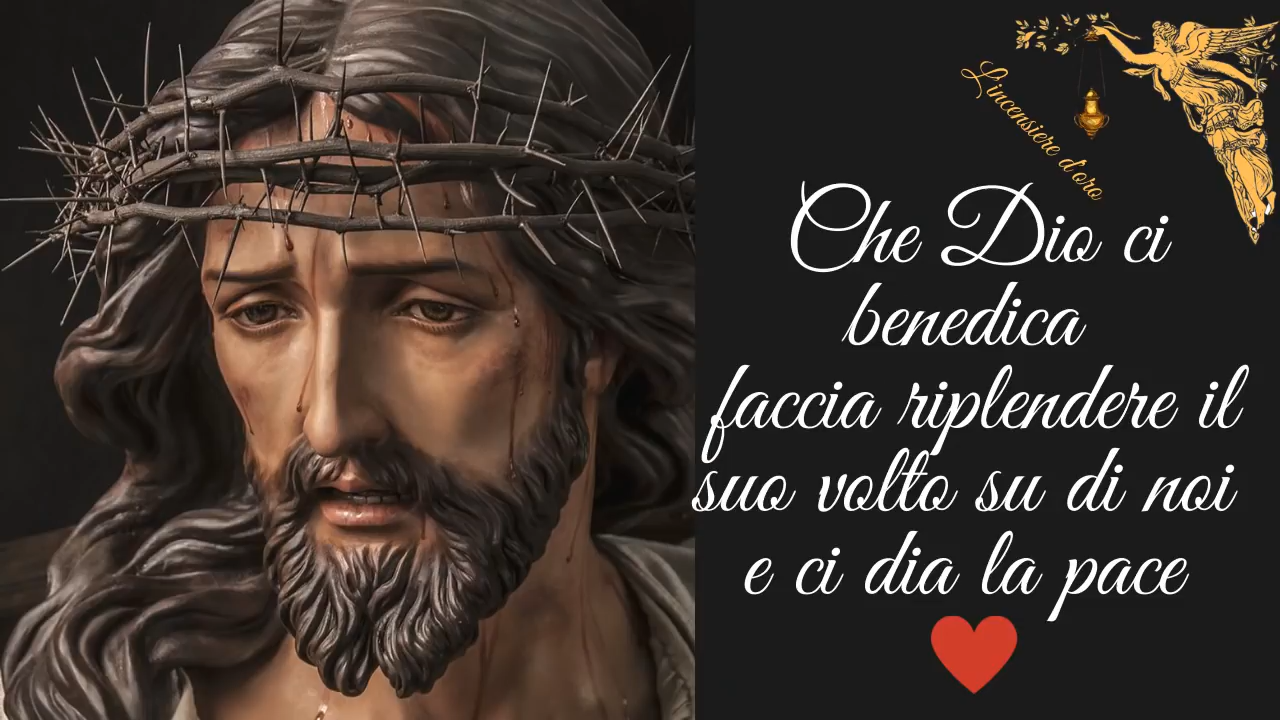 L'incensiere d'oro
Che Dio ci
benedica
faccia riplendere il
suo volto su di noi
e ci dia la pace